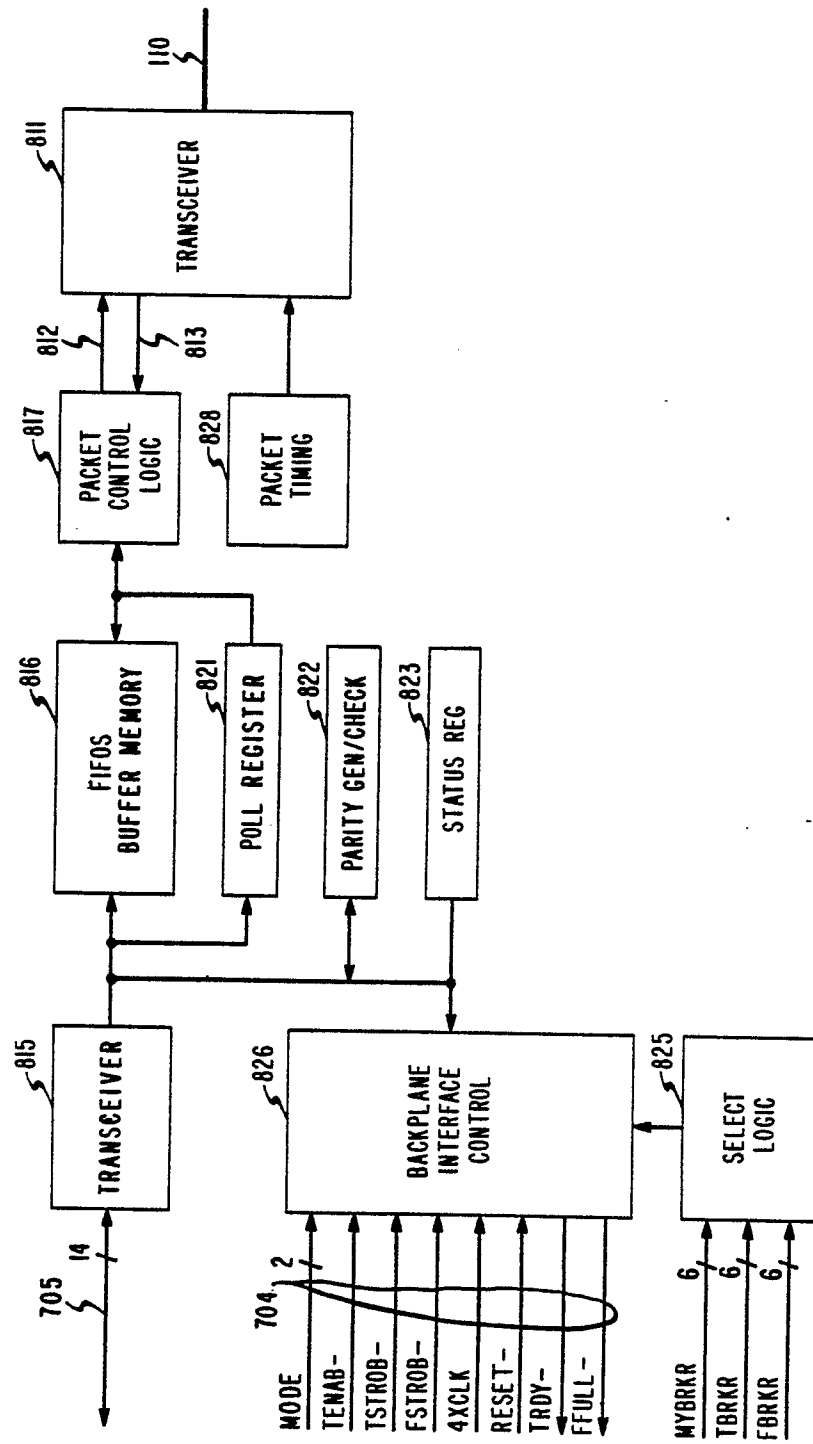 705
14
815
TRANSCEIVER
816
FIFOS
BUFFER MEMORY
817
PACKET
CONTROL
LOGIC
812
813
811
TRANSCEIVER
110
821
POLL REGISTER
822
PARITY GEN/CHECK
823
STATUS REG
828
PACKET
TIMING
704
2
MODE
TENAB-
TSTROB-
FSTROB-
4XCLK
RESET-
TRDY-
FFULL-
826
BACKPLANE
INTERFACE
CONTROL
825
SELECT
LOGIC
MYBRKR
6
TBRKR
6
FBRKR
6